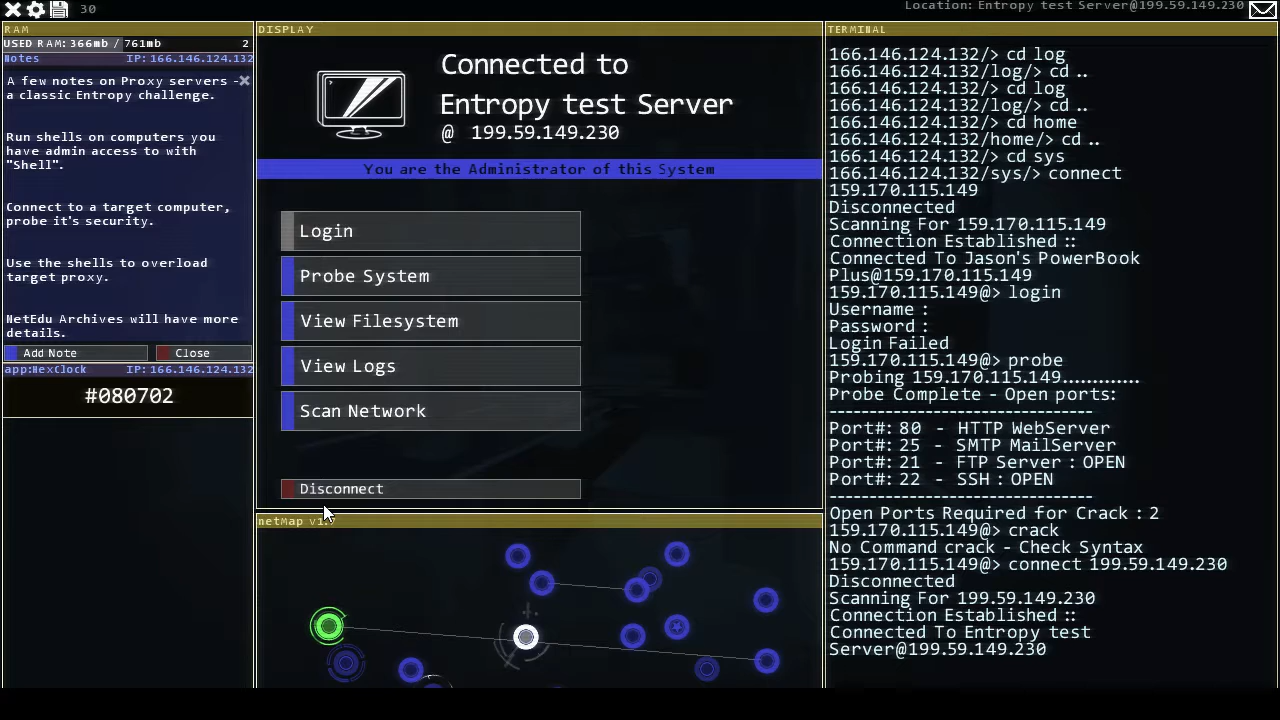 30
Location: Entropy test Server@199.59.149.230
RAM
USED RAM: 366mb / 761mb 2
Notes IP: 166.146.124.132
A few notes on Proxy servers -
a classic Entropy challenge.
Run shells on computers you
have admin access to with
"Shell".
Connect to a target computer,
probe it's security.
Use the shells to overload
target proxy.
NetEdu Archives will have more
details.
Add Note
Close
app:HexClock IP: 166.146.124.132
#080702
DISPLAY
Connected to
Entropy test Server
@ 199.59.149.230
You are the Administrator of this System
Login
Probe System
View Filesystem
View Logs
Scan Network
Disconnect
netMap v1.7
TERMINAL
166.146.124.132/> cd log
166.146.124.132/log/> cd ..
166.146.124.132/> cd log
166.146.124.132/log/> cd ..
166.146.124.132/> cd home
166.146.124.132/home/> cd ..
166.146.124.132/> cd sys
166.146.124.132/sys/> connect
159.170.115.149
Disconnected
Scanning For 159.170.115.149
Connection Established ::
Connected To Jason's PowerBook
Plus@159.170.115.149
159.170.115.149@> login
Username :
Password :
Login Failed
159.170.115.149@> probe
Probing 159.170.115.149.............
Probe Complete - Open ports:
---------------------------------
Port#: 80 - HTTP WebServer
Port#: 25 - SMTP MailServer
Port#: 21 - FTP Server : OPEN
Port#: 22 - SSH : OPEN
---------------------------------
Open Ports Required for Crack : 2
159.170.115.149@> crack
No Command crack - Check Syntax
159.170.115.149@> connect 199.59.149.230
Disconnected
Scanning For 199.59.149.230
Connection Established ::
Connected To Entropy test
Server@199.59.149.230